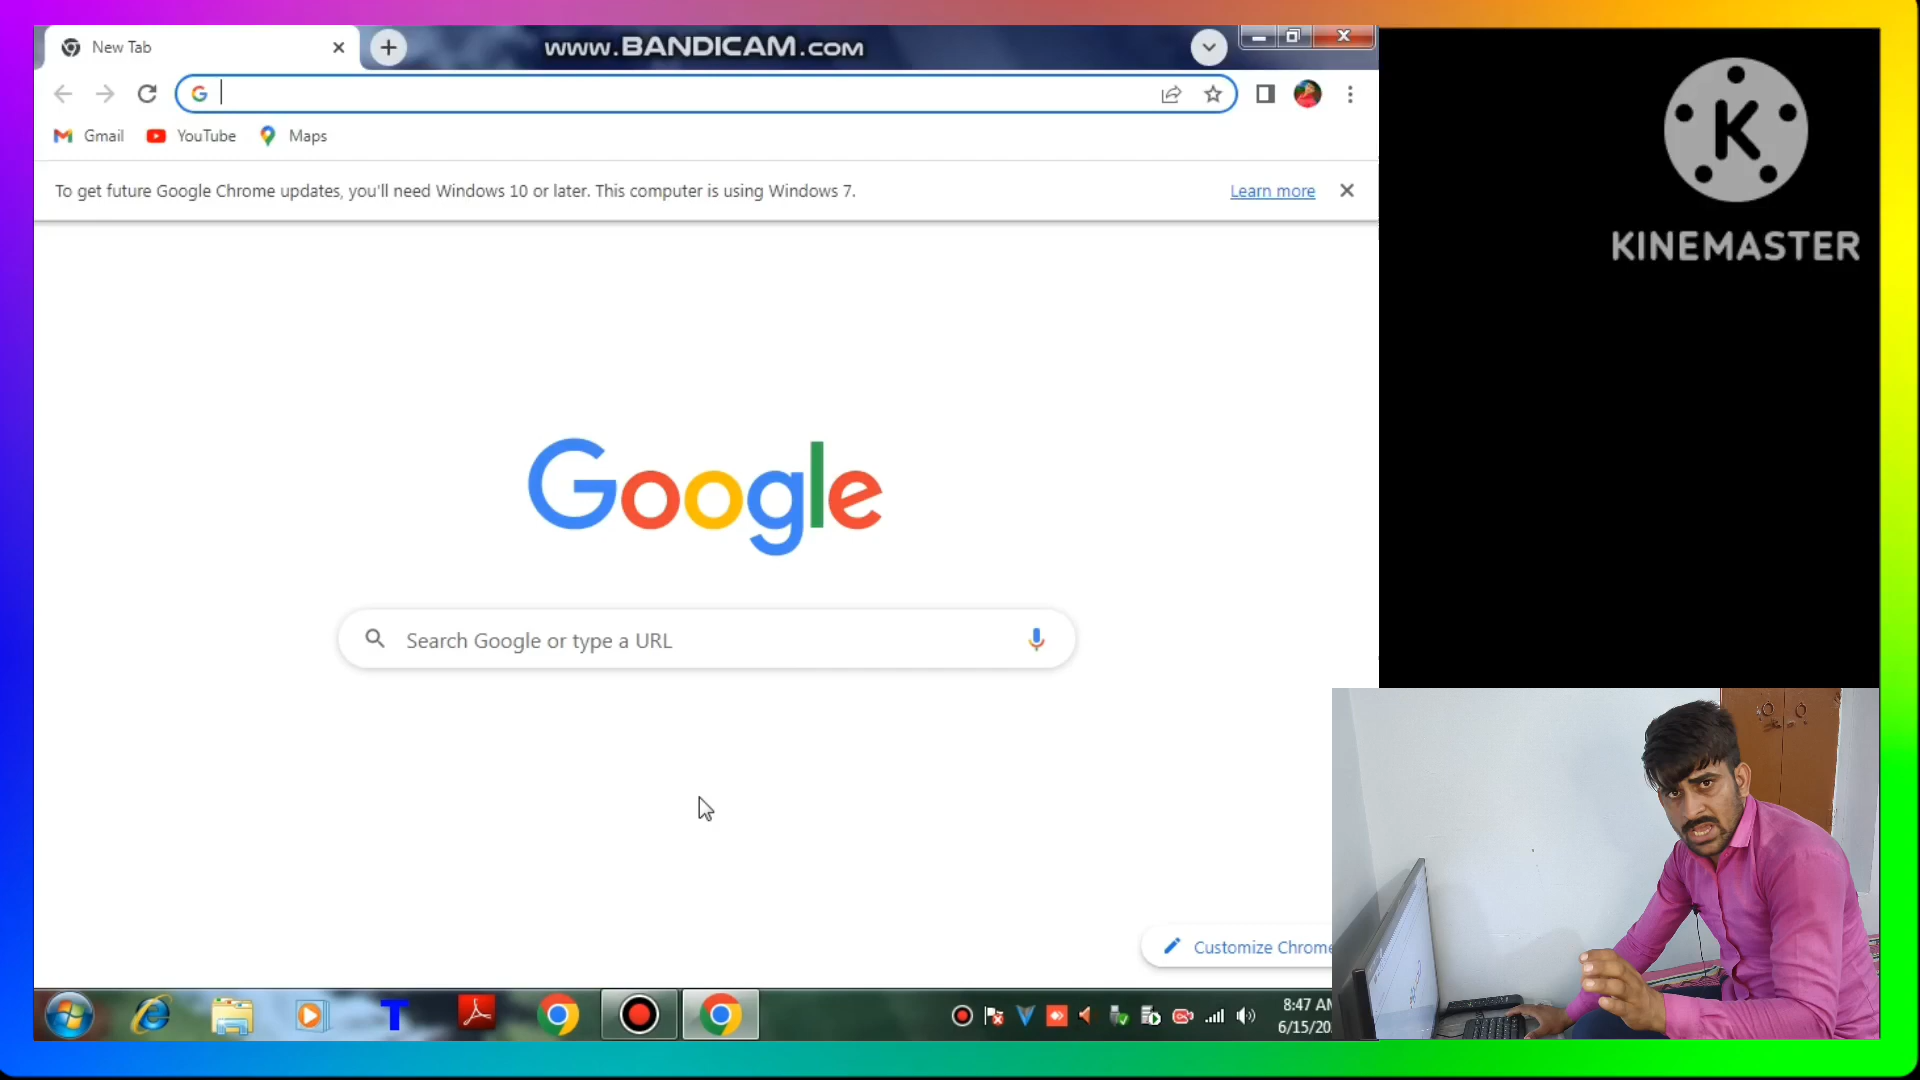 New Tab
www.BANDICAM.com
K
KINEMASTER
Gmail
YouTube
Maps
To get future Google Chrome updates, you'll need Windows 10 or later. This computer is using Windows 7.
Learn more
Google
Search Google or type a URL
Customize Chrome
8:47 AM
6/15/20